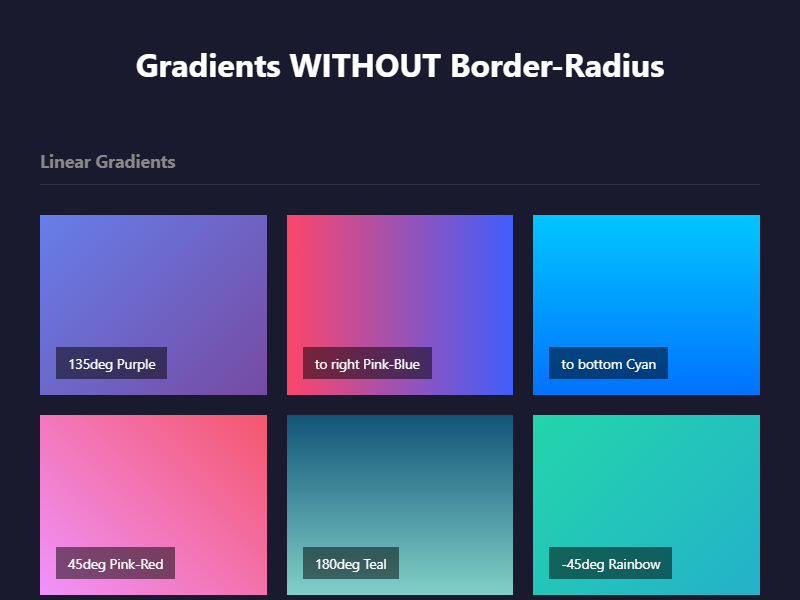 Gradients WITHOUT Border-Radius
Linear Gradients
135deg Purple
to right Pink-Blue
to bottom Cyan
45deg Pink-Red
180deg Teal
-45deg Rainbow